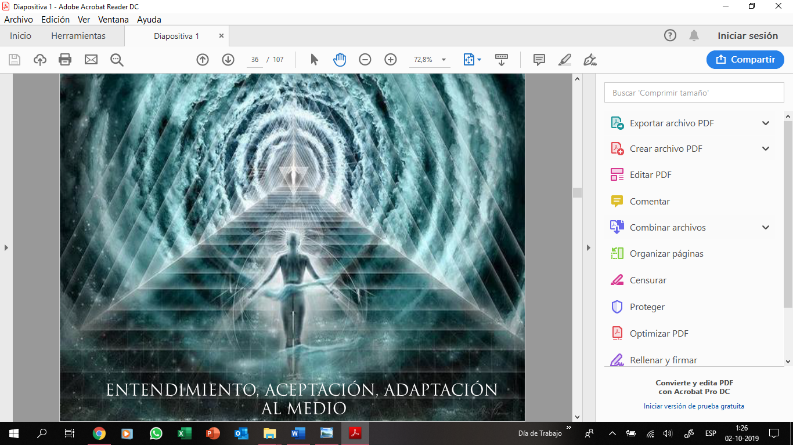 Diapositiva 1 - Adobe Acrobat Reader DC
Archivo Edición Ver Ventana Ayuda
Inicio Herramientas Diapositiva 1 Iniciar sesión
36 / 107 72,8% Compartir
Buscar 'Comprimir tamaño'
Exportar archivo PDF
Crear archivo PDF
Editar PDF
Comentar
Combinar archivos
Organizar páginas
Censurar
Proteger
Optimizar PDF
Rellenar y firmar
Convierte y edita PDF
con Acrobat Pro DC
Iniciar versión de prueba gratuita
ENTENDIMIENTO, ACEPTACIÓN, ADAPTACIÓN
AL MEDIO
Día de Trabajo » ESP 1:26
02-10-2019